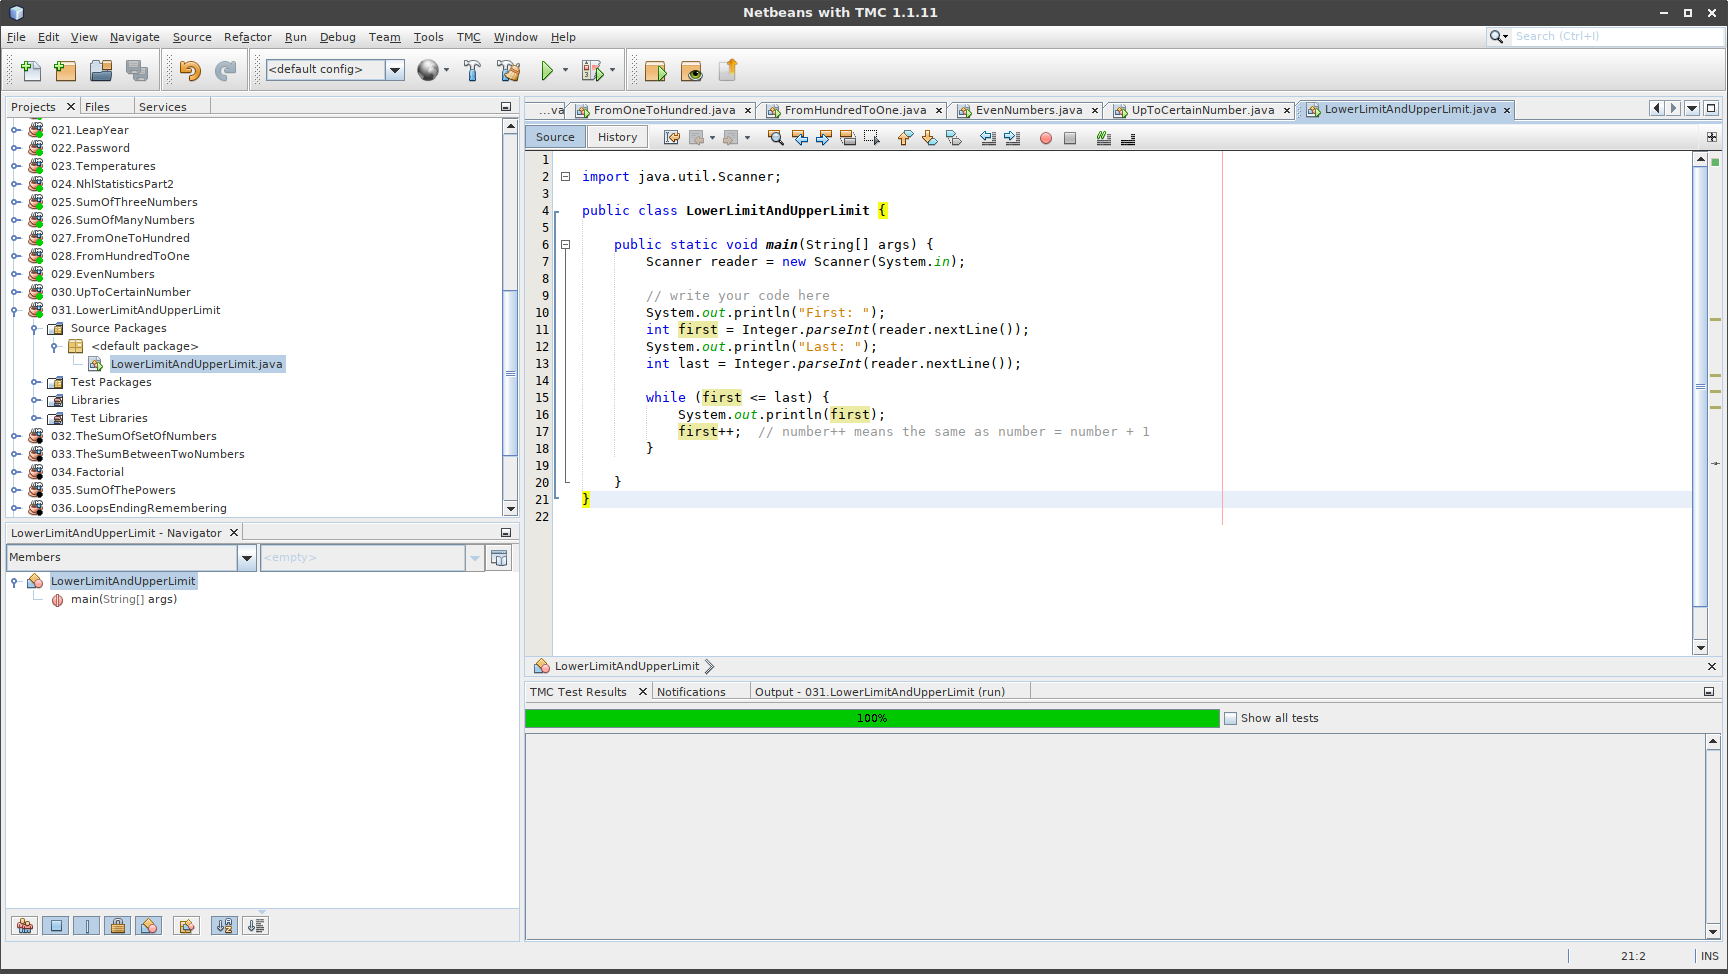 Netbeans with TMC 1.1.11
File Edit View Navigate Source Refactor Run Debug Team Tools TMC Window Help
Search (Ctrl+I)
<default config>
Projects Files Services
021.LeapYear
022.Password
023.Temperatures
024.NhlStatisticsPart2
025.SumOfThreeNumbers
026.SumOfManyNumbers
027.FromOneToHundred
028.FromHundredToOne
029.EvenNumbers
030.UpToCertainNumber
031.LowerLimitAndUpperLimit
Source Packages
<default package>
LowerLimitAndUpperLimit.java
Test Packages
Libraries
Test Libraries
032.TheSumOfSetOfNumbers
033.TheSumBetweenTwoNumbers
034.Factorial
035.SumOfThePowers
036.LoopsEndingRemembering
LowerLimitAndUpperLimit - Navigator
Members
<empty>
LowerLimitAndUpperLimit
main(String[] args)
...va FromOneToHundred.java FromHundredToOne.java EvenNumbers.java UpToCertainNumber.java LowerLimitAndUpperLimit.java
Source History
1
2 import java.util.Scanner;
3
4 public class LowerLimitAndUpperLimit {
5
6 public static void main(String[] args) {
7 Scanner reader = new Scanner(System.in);
8
9 // write your code here
10 System.out.println("First: ");
11 int first = Integer.parseInt(reader.nextLine());
12 System.out.println("Last: ");
13 int last = Integer.parseInt(reader.nextLine());
14
15 while (first <= last) {
16 System.out.println(first);
17 first++; // number++ means the same as number = number + 1
18 }
19
20 }
21 }
22
LowerLimitAndUpperLimit
TMC Test Results Notifications Output - 031.LowerLimitAndUpperLimit (run)
100%
Show all tests
21:2 INS